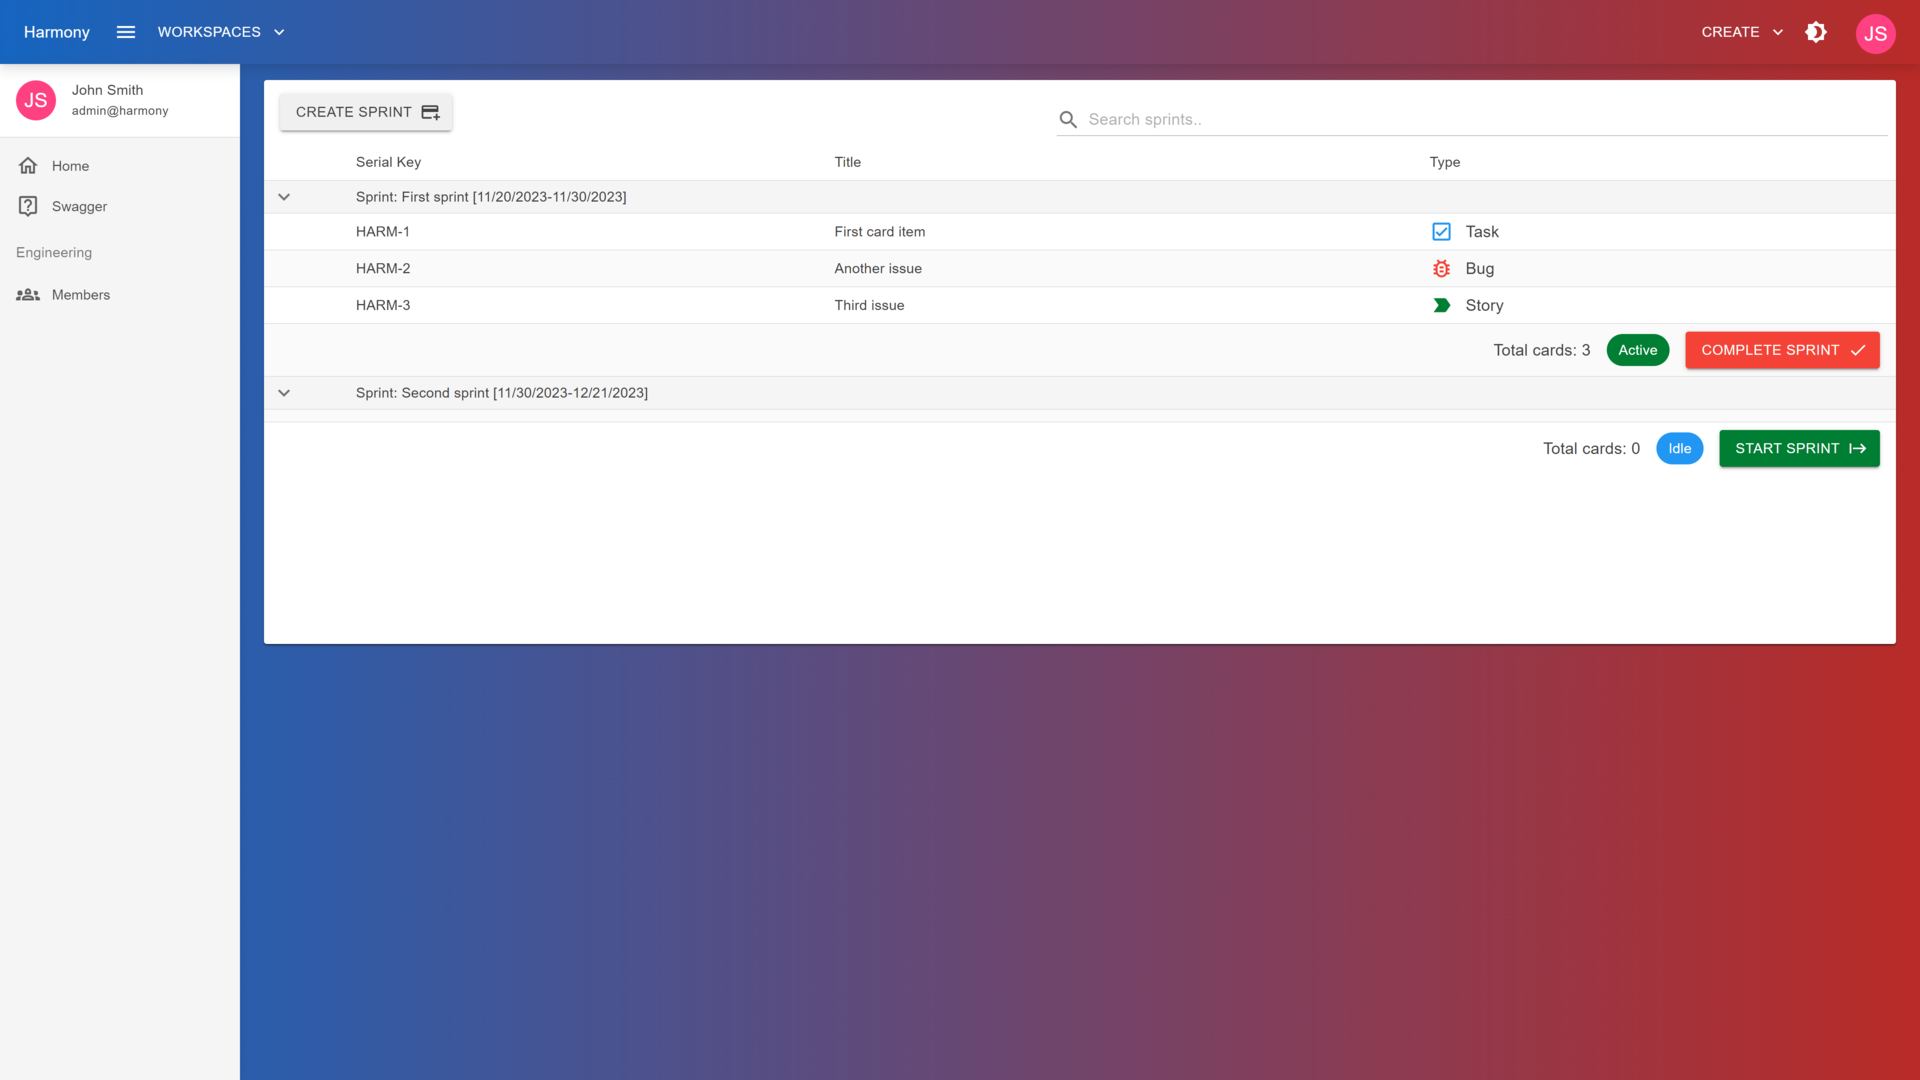 Harmony
WORKSPACES
CREATE
JS
JS
John Smith
admin@harmony
Home
Swagger
Engineering
Members
CREATE SPRINT
Search sprints..
Serial Key Title Type
Sprint: First sprint [11/20/2023-11/30/2023]
HARM-1 First card item Task
HARM-2 Another issue Bug
HARM-3 Third issue Story
Total cards: 3 Active COMPLETE SPRINT
Sprint: Second sprint [11/30/2023-12/21/2023]
Total cards: 0 Idle START SPRINT